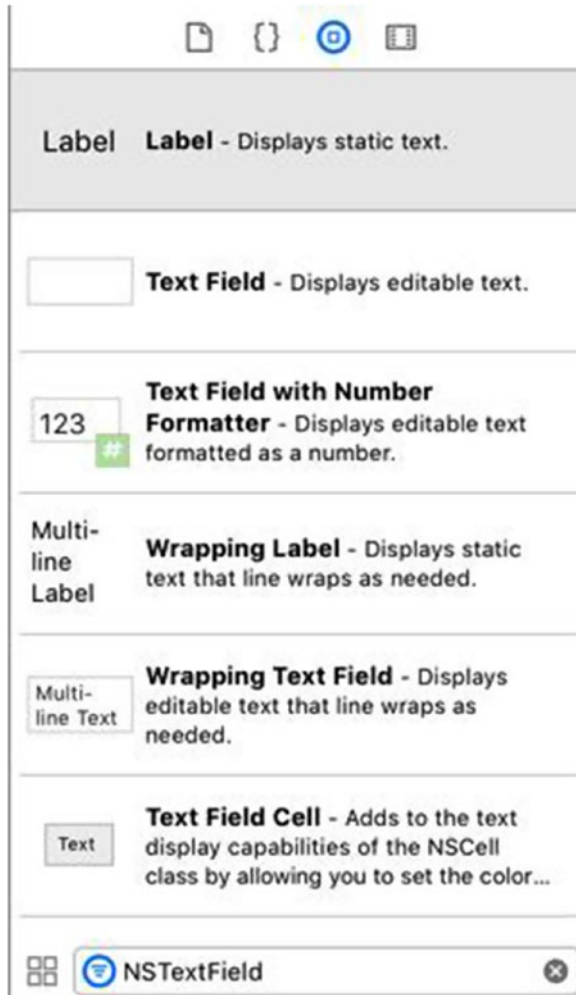 {}
Label
Label - Displays static text.
Text Field - Displays editable text.
123
#
Text Field with Number
Formatter - Displays editable text
formatted as a number.
Multi-
line
Label
Wrapping Label - Displays static
text that line wraps as needed.
Multi-
line Text
Wrapping Text Field - Displays
editable text that line wraps as
needed.
Text
Text Field Cell - Adds to the text
display capabilities of the NSCell
class by allowing you to set the color...
NSTextField